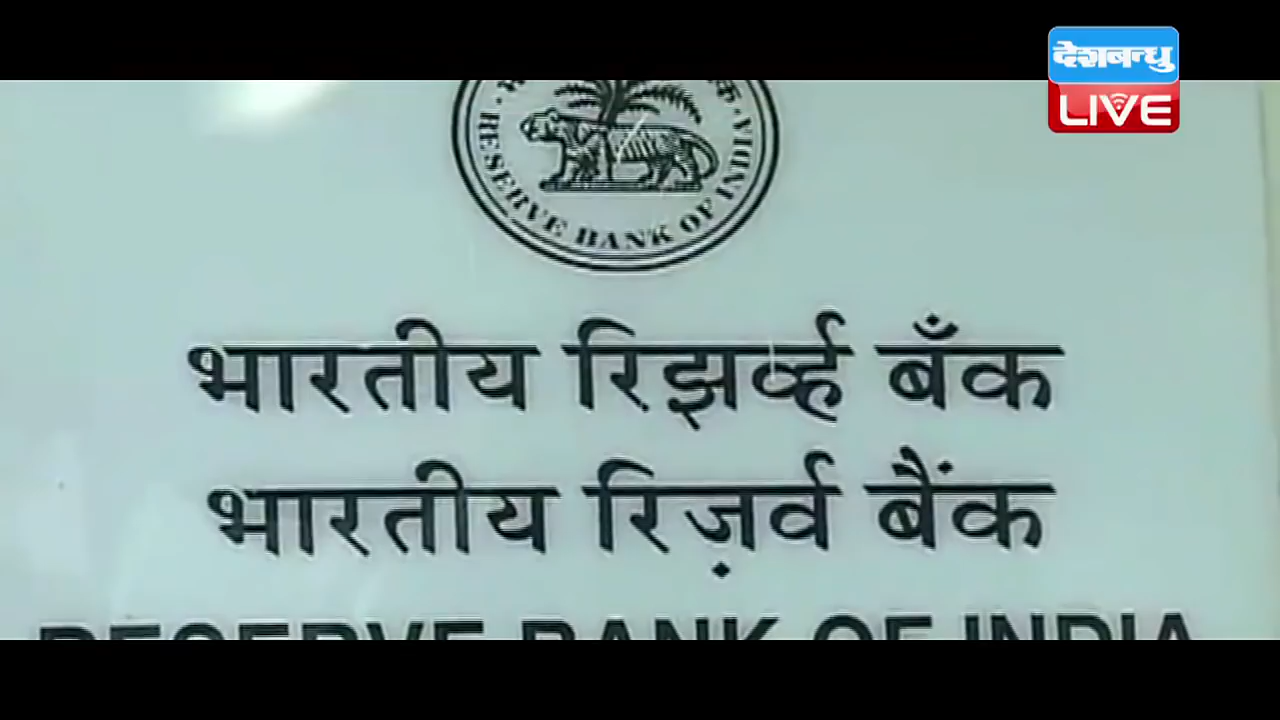 देशबन्धु
LIVE
RESERVE BANK OF INDIA
भारतीय रिझर्व्ह बँक
भारतीय रिज़र्व बैंक
RESERVE BANK OF INDIA